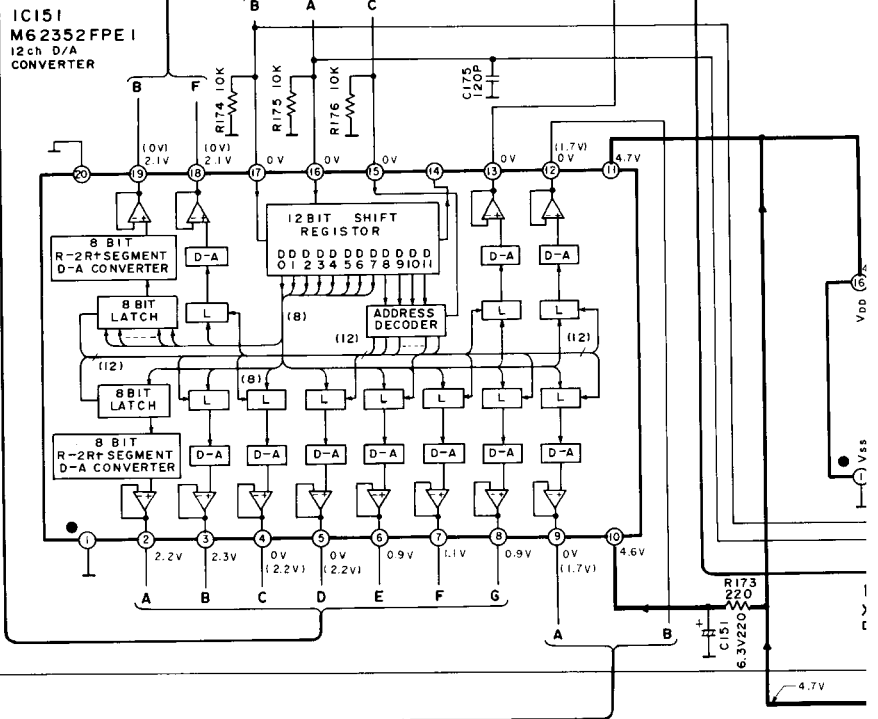 IC151
M62352FPE1
12ch D/A
CONVERTER
B A C
B F
R174 10K
R175 10K
R176 10K
C175
120P
(0V)
2.1V
(0V)
2.1V
0V
0V
0V
0V
(1.7V)
0V
4.7V
20 19 18 17 16 15 14 13 12 11
8 BIT
R-2R+SEGMENT
D-A CONVERTER
D-A
12BIT SHIFT
REGISTOR
D D D D D D D D D D D D
0 1 2 3 4 5 6 7 8 9 10 11
D-A
D-A
8 BIT
LATCH
L
(8)
ADDRESS
DECODER
L
L
(12)
(12)
(12)
(8)
8BIT
LATCH
L L L L L L L
8 BIT
R-2R+SEGMENT
D-A CONVERTER
D-A D-A D-A D-A D-A D-A D-A
1 2 3 4 5 6 7 8 9 10
2.2V
2.3V
0V
(2.2V)
0V
(2.2V)
0.9V
1.1V
0.9V
0V
(1.7V)
4.6V
A B C D E F G
A B
R173
220
C151
6.3V220
4.7V
16
VDD
VSS
1